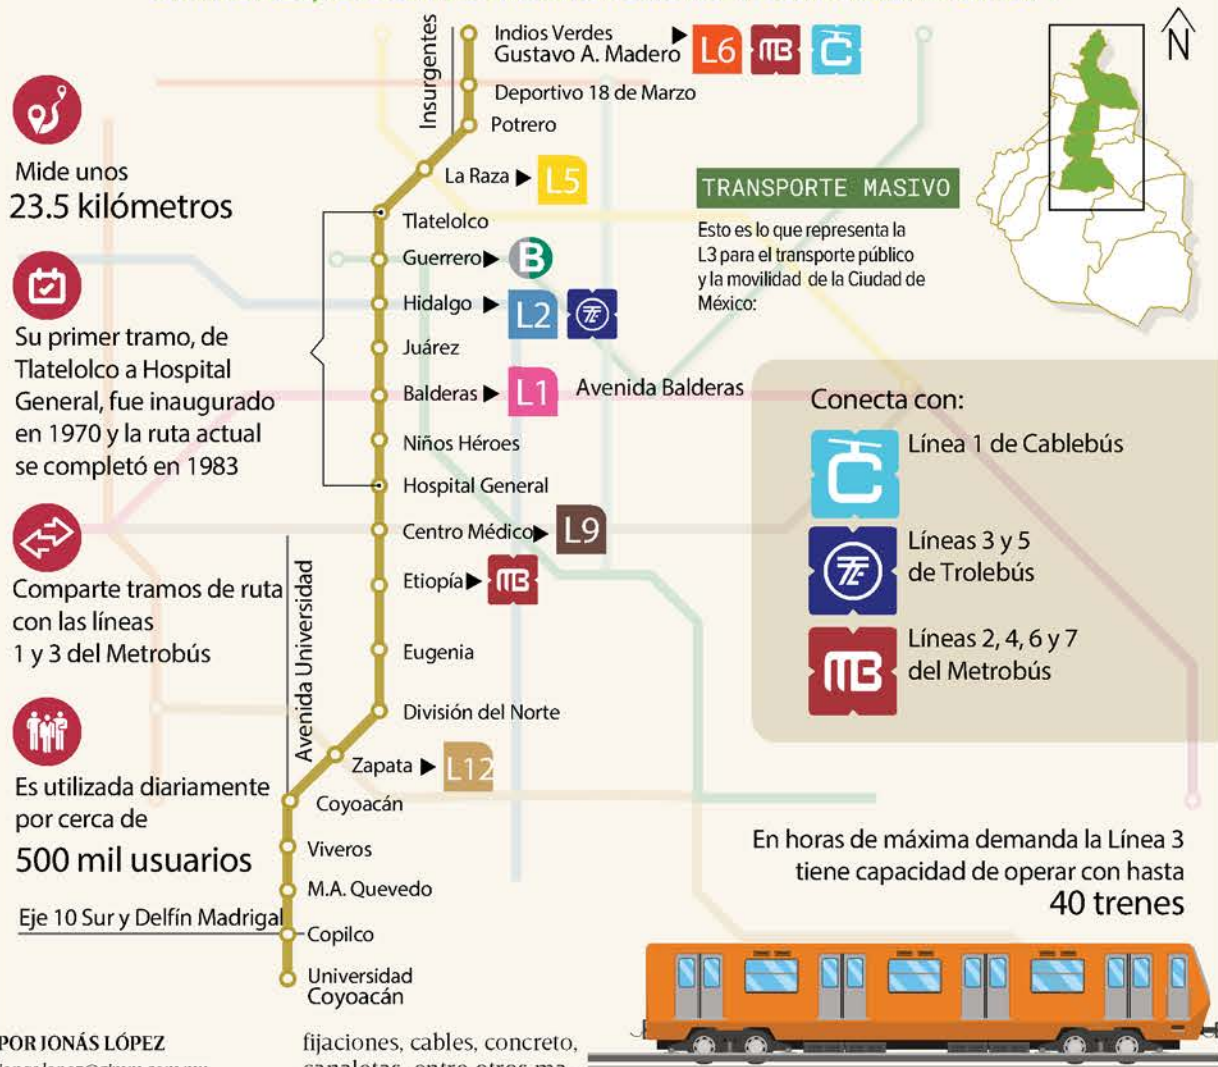 Insurgentes
Indios Verdes
Gustavo A. Madero
L6
MB
C
Deportivo 18 de Marzo
Potrero
La Raza
L5
Tlatelolco
Guerrero
B
Hidalgo
L2
Juárez
Balderas
L1
Avenida Balderas
Niños Héroes
Hospital General
Centro Médico
L9
Etiopía
MB
Eugenia
División del Norte
Zapata
L12
Avenida Universidad
Coyoacán
Viveros
M.A. Quevedo
Eje 10 Sur y Delfín Madrigal
Copilco
Universidad
Coyoacán
Mide unos
23.5 kilómetros
Su primer tramo, de
Tlatelolco a Hospital
General, fue inaugurado
en 1970 y la ruta actual
se completó en 1983
Comparte tramos de ruta
con las líneas
1 y 3 del Metrobús
Es utilizada diariamente
por cerca de
500 mil usuarios
N
TRANSPORTE MASIVO
Esto es lo que representa la
L3 para el transporte público
y la movilidad de la Ciudad de
México:
Conecta con:
C
Línea 1 de Cablebús
Líneas 3 y 5
de Trolebús
MB
Líneas 2, 4, 6 y 7
del Metrobús
En horas de máxima demanda la Línea 3
tiene capacidad de operar con hasta
40 trenes
POR JONÁS LÓPEZ
fijaciones, cables, concreto,